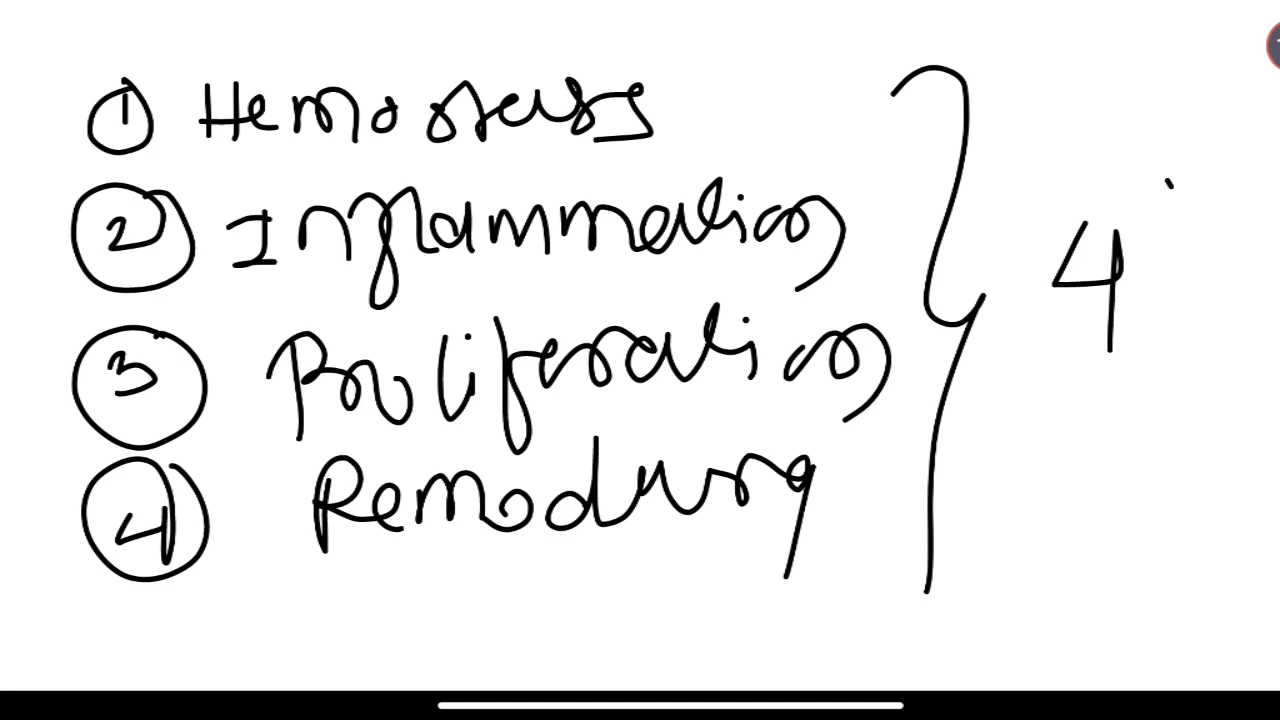 ① Hemostasis
② Inflammation
③ Proliferation
④ Remodeling
4